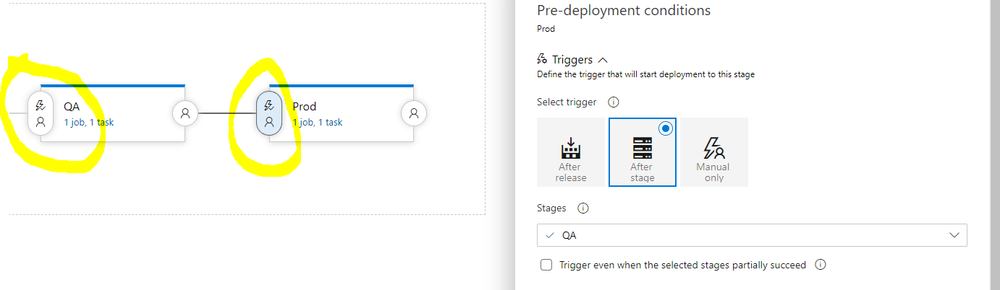 QA
1 job, 1 task
Prod
1 job, 1 task
Pre-deployment conditions
Prod
Triggers
Define the trigger that will start deployment to this stage
Select trigger
After
release
After
stage
Manual
only
Stages
QA
Trigger even when the selected stages partially succeed